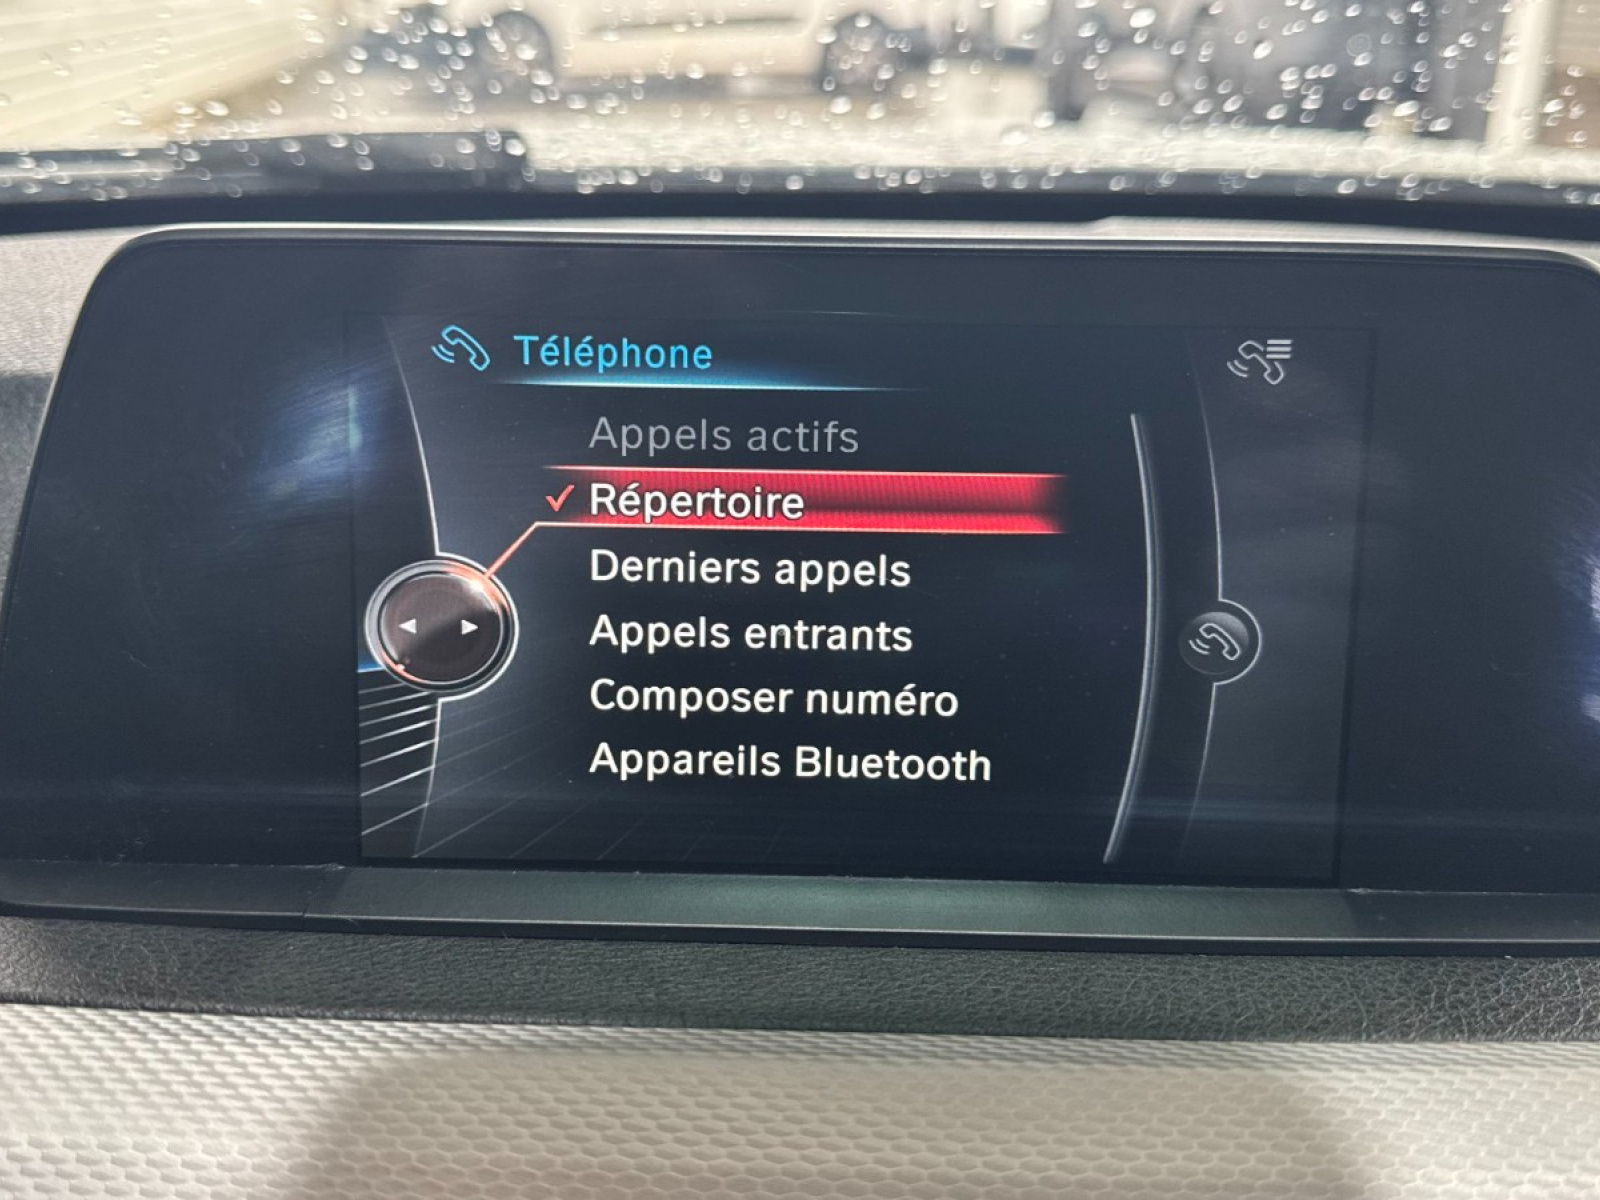 Téléphone
Appels actifs
Répertoire
Derniers appels
Appels entrants
Composer numéro
Appareils Bluetooth